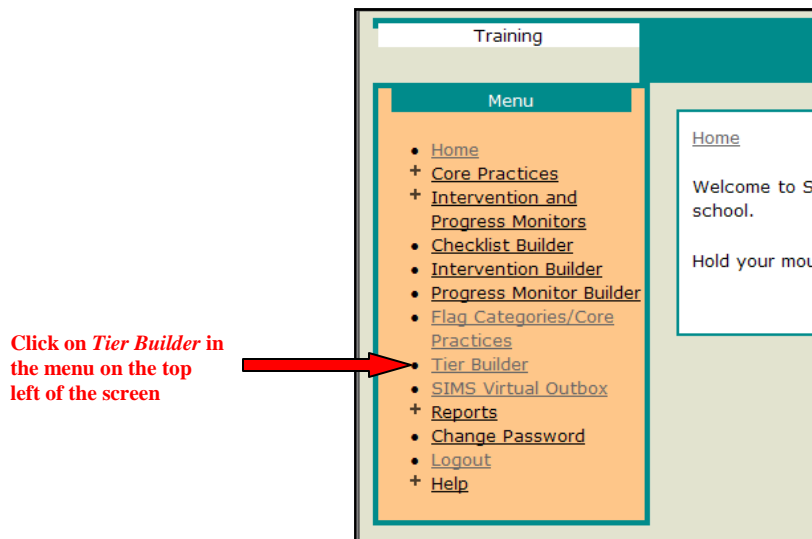 Training
Menu
Home
+ Core Practices
+ Intervention and
Progress Monitors
Checklist Builder
Intervention Builder
Progress Monitor Builder
Flag Categories/Core
Practices
Tier Builder
SIMS Virtual Outbox
+ Reports
Change Password
Logout
+ Help
Home
Welcome to S
school.
Hold your mou
Click on Tier Builder in
the menu on the top
left of the screen